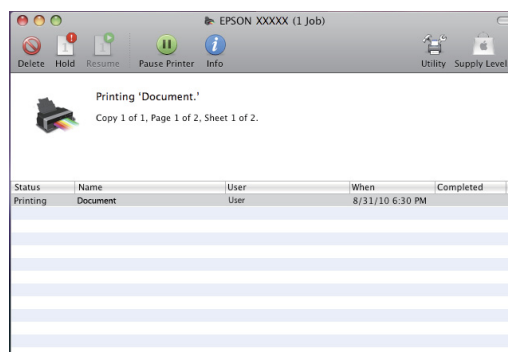 EPSON XXXXX (1 Job)
Delete Hold Resume Pause Printer Info Utility Supply Level
Printing 'Document.'
Copy 1 of 1, Page 1 of 2, Sheet 1 of 2.
Status Name User When Completed
Printing Document User 8/31/10 6:30 PM